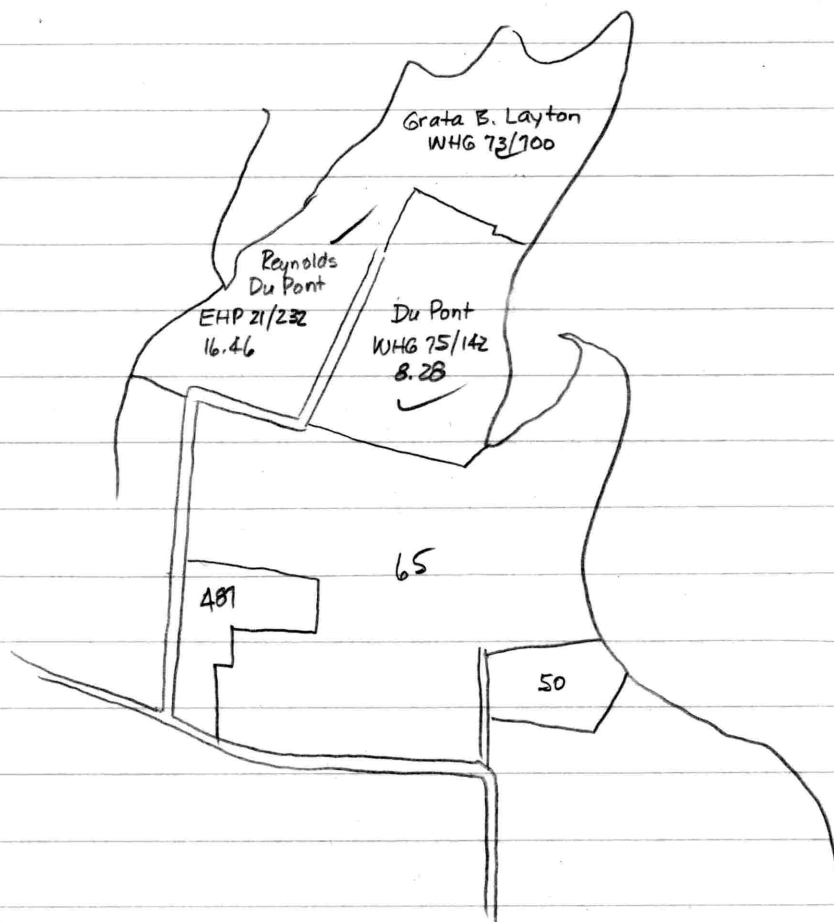 Grata B. Layton
WHG 73/700
Reynolds
Du Pont
EHP 21/232
16.46
Du Pont
WHG 75/142
8.28
65
487
50